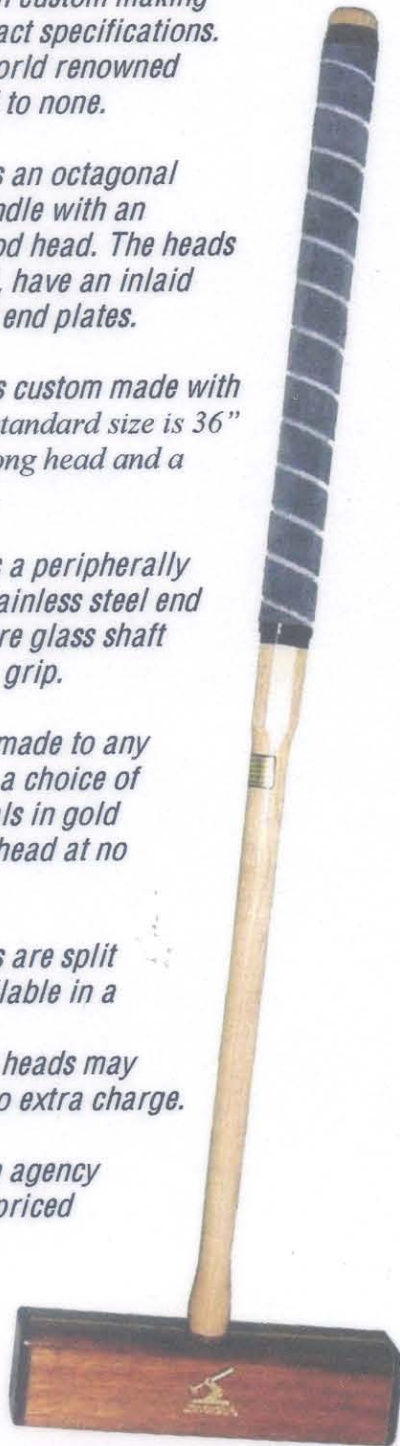 custom making
act specifications.
orld renowned
to none.
s an octagonal
ndle with an
od head. The heads
, have an inlaid
end plates.
s custom made with
standard size is 36”
ong head and a
s a peripherally
ainless steel end
re glass shaft
grip.
made to any
a choice of
als in gold
head at no
s are split
ilable in a
heads may
o extra charge.
agency
priced